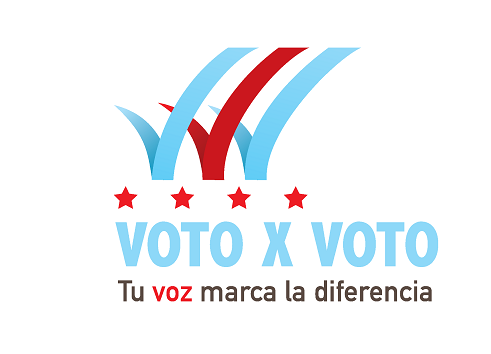 VOTO X VOTO
Tu voz marca la diferencia